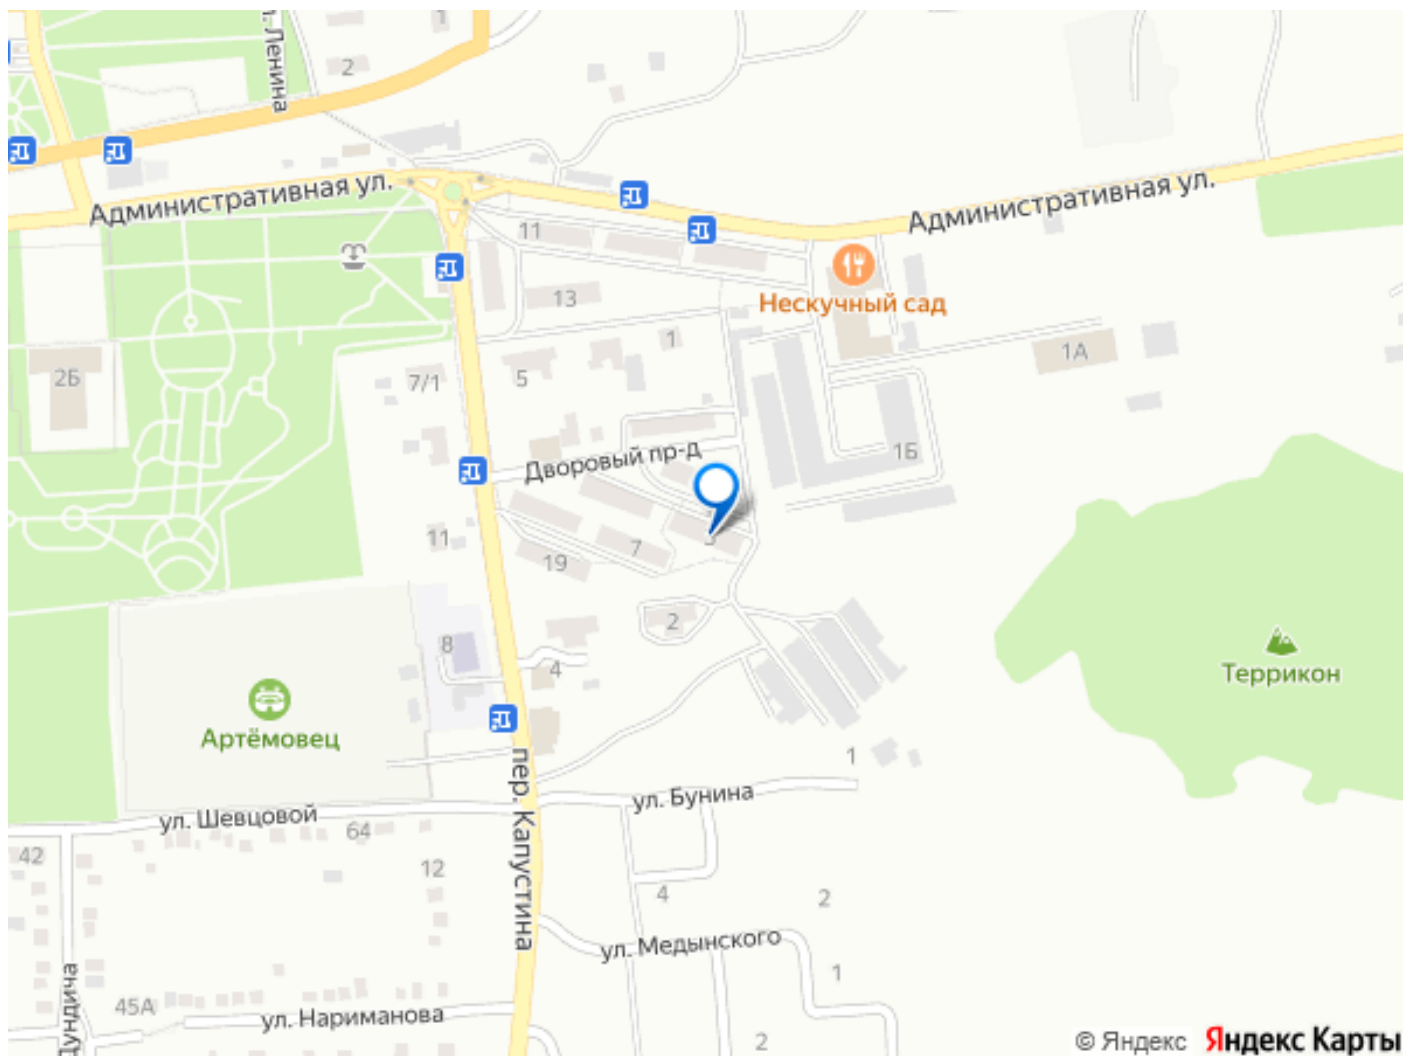 1
л. Ленина
2
Административная ул.
Административная ул.
11
Нескучный сад
13
1
1А
2Б
7/1
5
Дворовый пр-д
1Б
11
7
19
2
8
4
Террикон
Артёмовец
1
пер. Капустина
ул. Бунина
ул. Шевцовой
64
42
12
4
2
ул. Медынского
1
45А
ул. Нариманова
2
© Яндекс Яндекс Карты